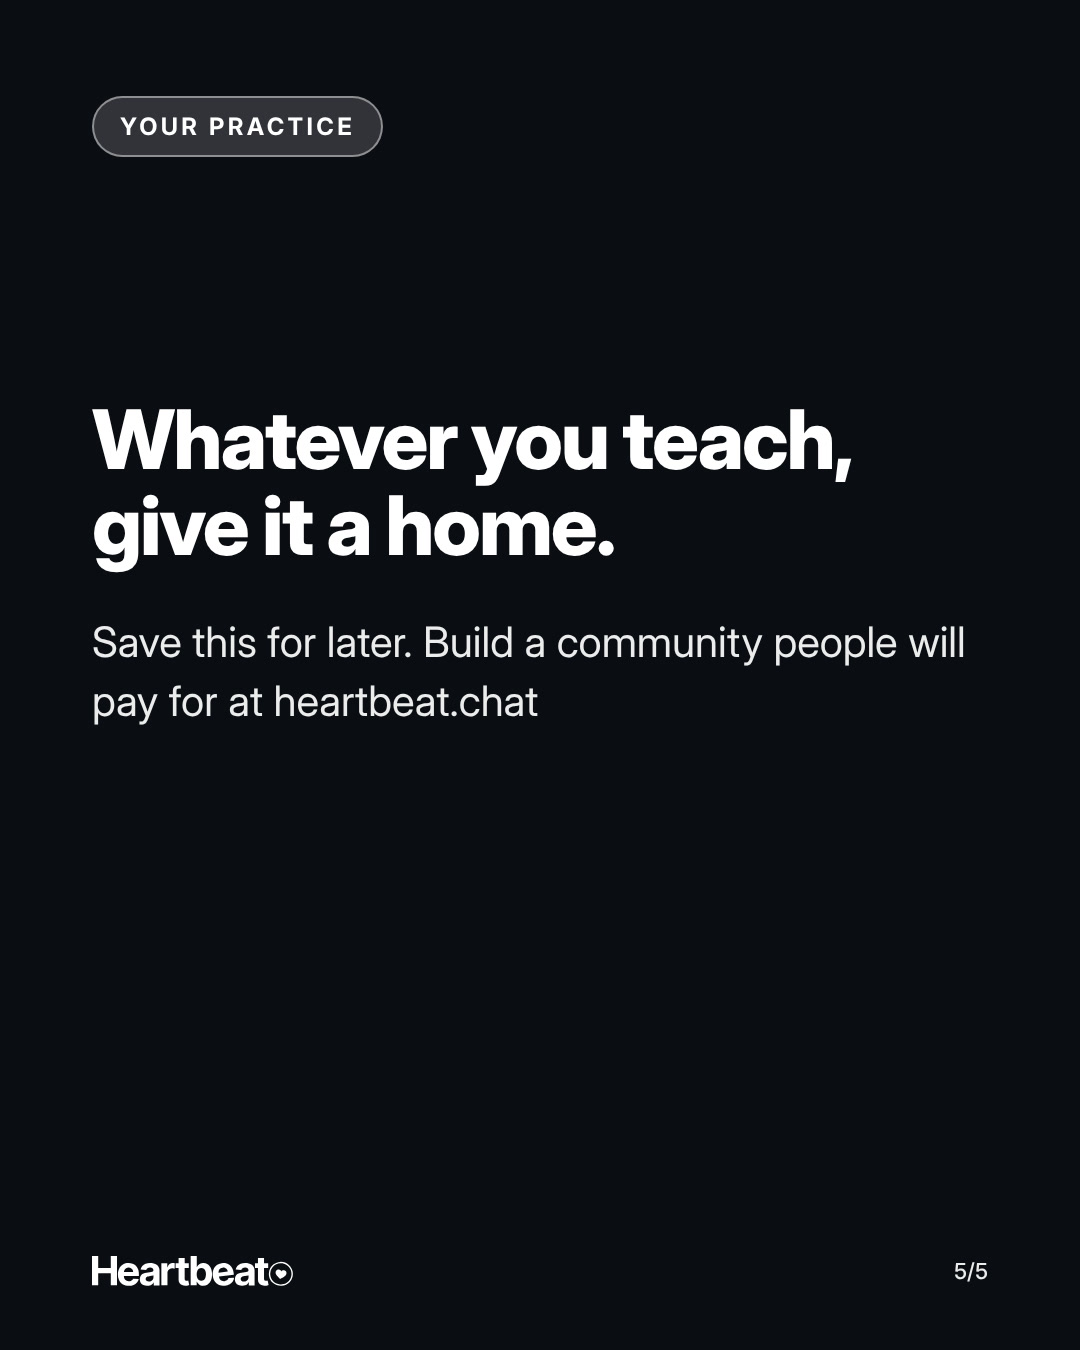 YOUR PRACTICE
Whatever you teach,
give it a home.
Save this for later. Build a community people will
pay for at heartbeat.chat
Heartbeat
5/5